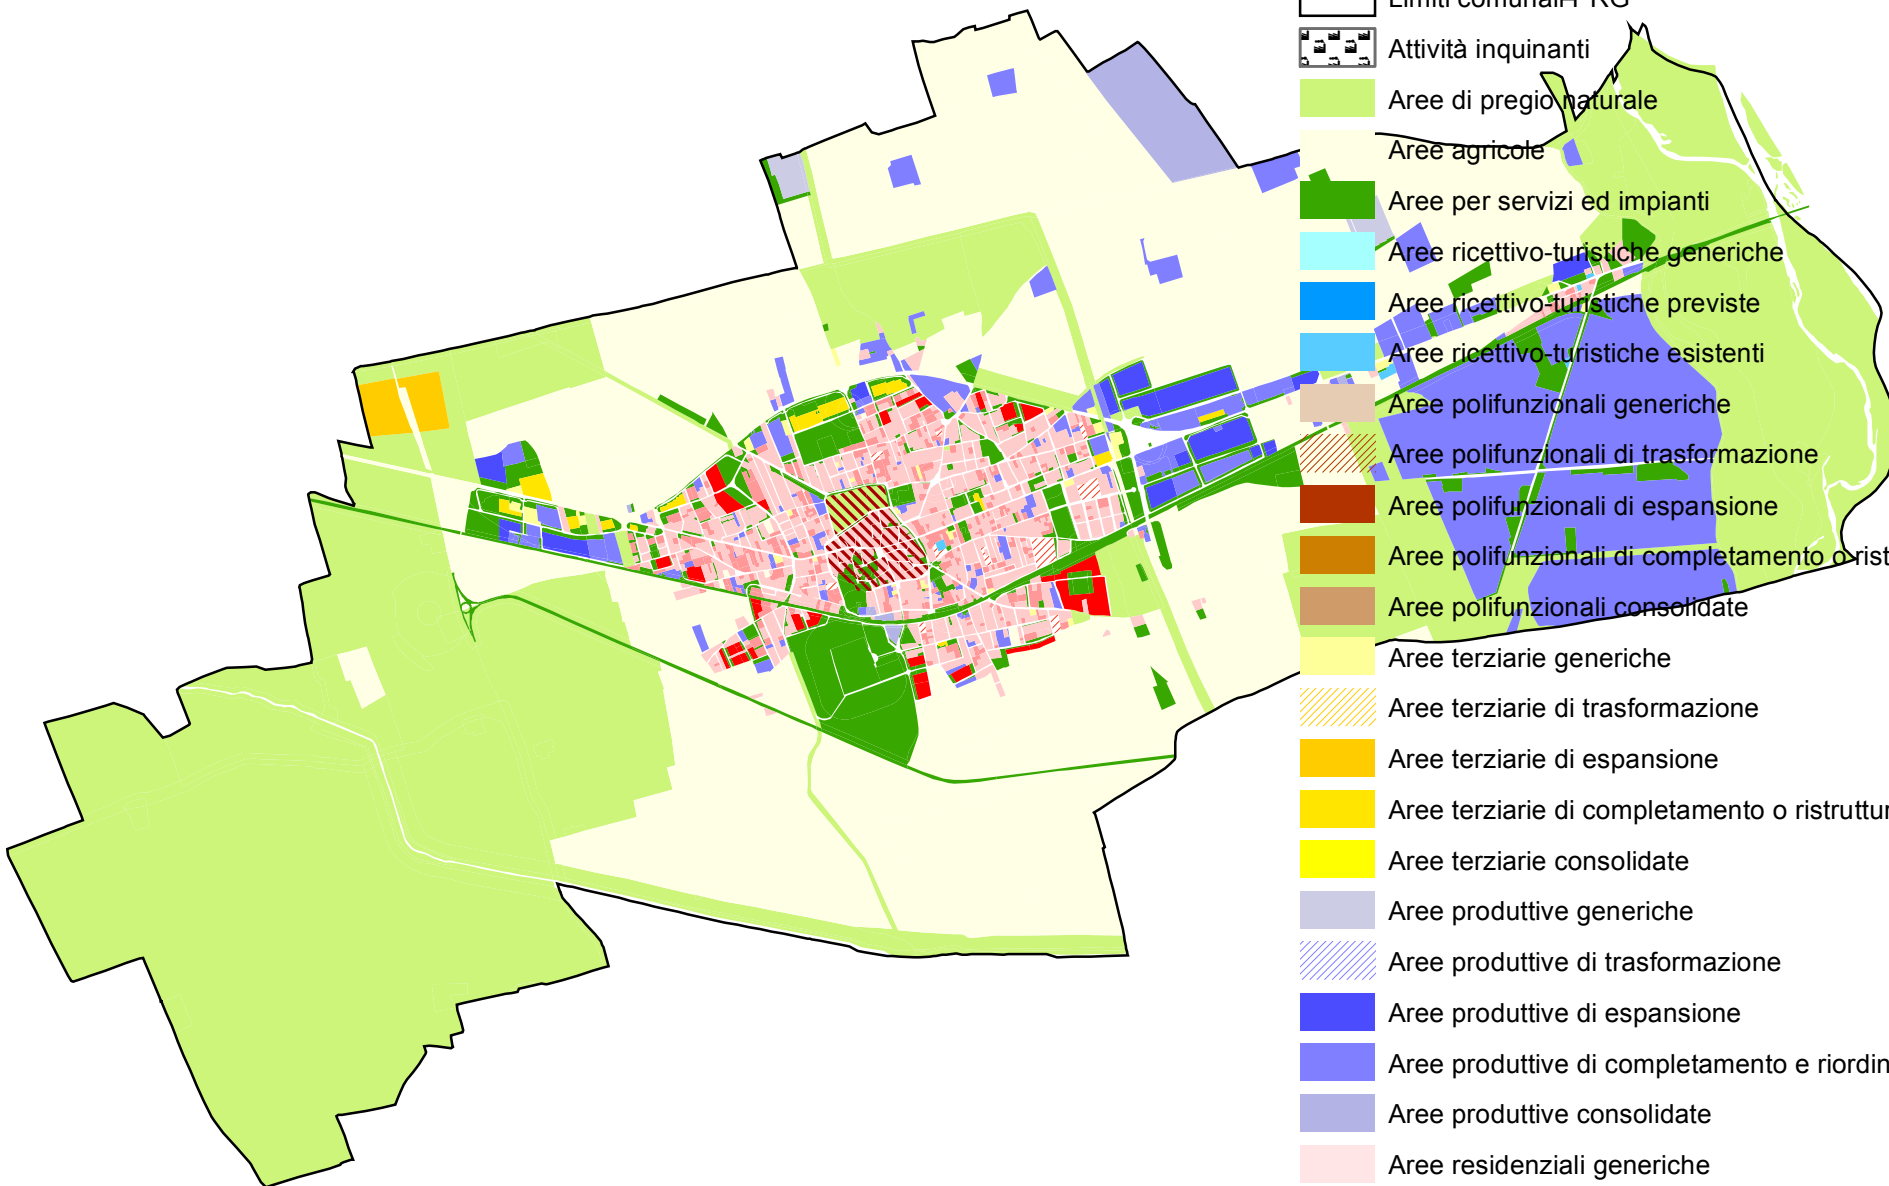 Limiti comunali
Attività inquinanti
Aree di pregio naturale
Aree agricole
Aree per servizi ed impianti
Aree ricettivo-turistiche generiche
Aree ricettivo-turistiche previste
Aree ricettivo-turistiche esistenti
Aree polifunzionali generiche
Aree polifunzionali di trasformazione
Aree polifunzionali di espansione
Aree polifunzionali di completamento o rist
Aree polifunzionali consolidate
Aree terziarie generiche
Aree terziarie di trasformazione
Aree terziarie di espansione
Aree terziarie di completamento o ristruttur
Aree terziarie consolidate
Aree produttive generiche
Aree produttive di trasformazione
Aree produttive di espansione
Aree produttive di completamento e riordin
Aree produttive consolidate
Aree residenziali generiche